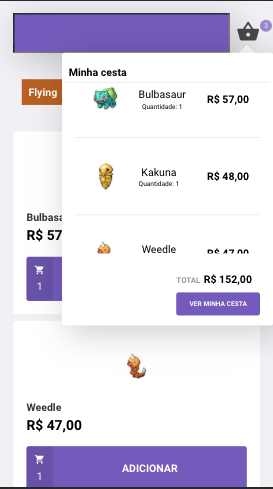 3
Minha cesta
Bulbasaur
Quantidade: 1
R$ 57,00
Kakuna
Quantidade: 1
R$ 48,00
Weedle
R$ 47,00
TOTAL R$ 152,00
VER MINHA CESTA
Flying
Bulbasa
R$ 57
1
Weedle
R$ 47,00
1
ADICIONAR